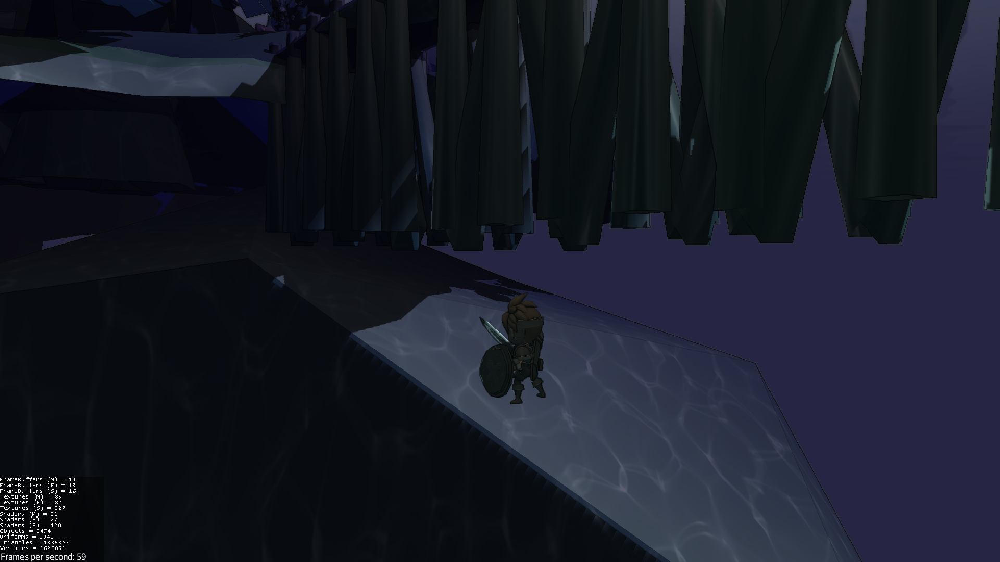 FrameBuffers (M) = 14
FrameBuffers (F) = 13
FrameBuffers (S) = 16
Textures (M) = 85
Textures (F) = 82
Textures (S) = 227
Shaders (M) = 31
Shaders (F) = 27
Shaders (S) = 120
Objects = 2474
Uniforms = 3343
Triangles = 1335363
Vertices = 1620051
Frames per second: 59